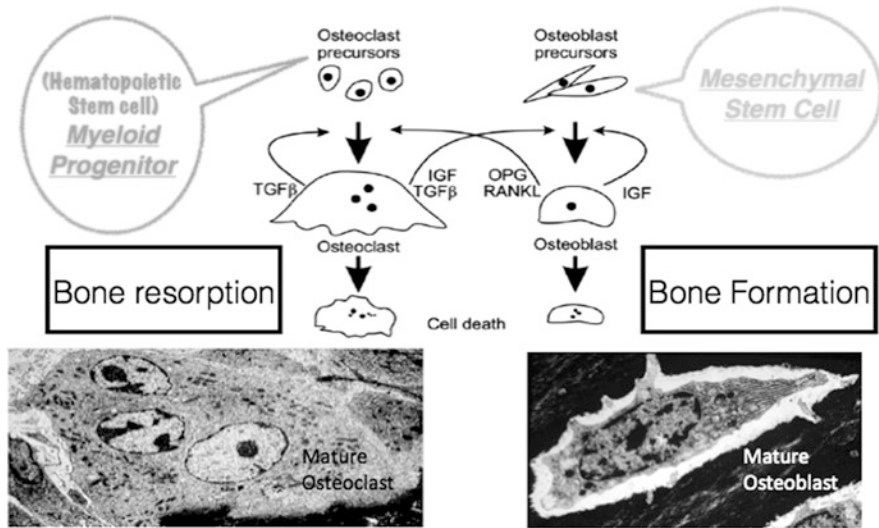 Osteoclast
precursors
Osteoblast
precursors
(Hematopoietic
Stem cell)
Myeloid
Progenitor
Mesenchymal
Stem Cell
TGFβ
IGF
TGFβ
OPG
RANKL
IGF
Osteoclast
Osteoblast
Bone resorption
Bone Formation
Cell death
Mature
Osteoclast
Mature
Osteoblast